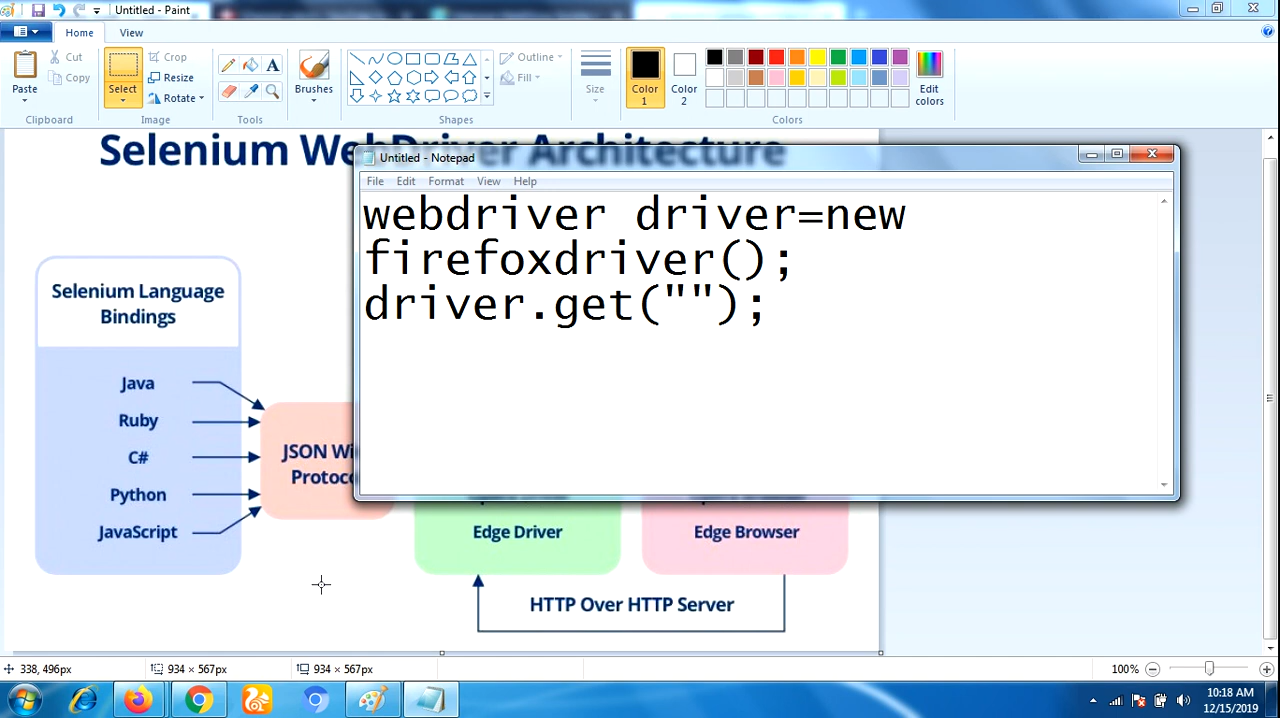 Untitled - Paint
Home
View
Paste
Cut
Copy
Clipboard
Select
Crop
Resize
Rotate
Image
A
Tools
Brushes
Outline
Fill
Shapes
Size
Color
1
Color
2
Edit
colors
Colors
Selenium WebDriver Architecture
Untitled - Notepad
File Edit Format View Help
webdriver driver=new
firefoxdriver();
driver.get("");
Selenium Language
Bindings
Java
Ruby
C#
Python
JavaScript
JSON Wi
Protoco
Edge Driver
Edge Browser
HTTP Over HTTP Server
338, 496px
934 × 567px
934 × 567px
100%
10:18 AM
12/15/2019